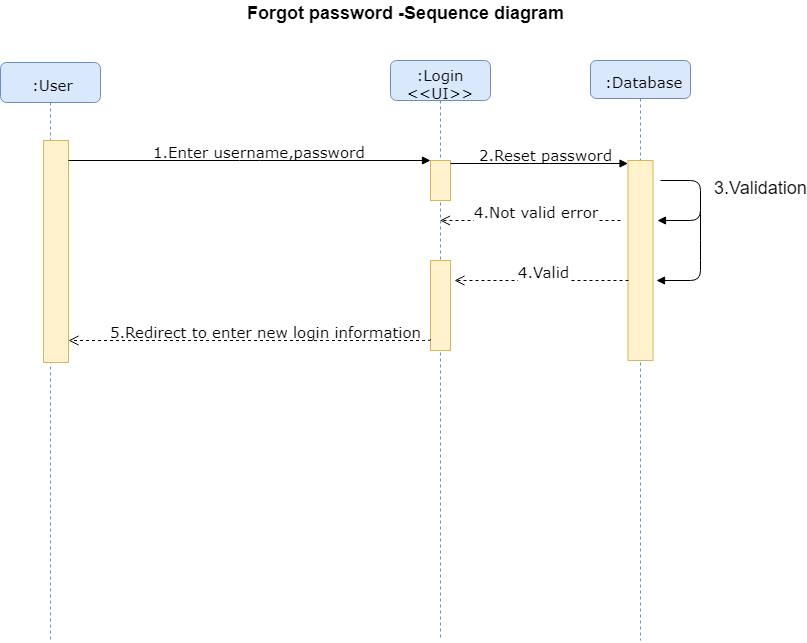 Forgot password -Sequence diagram
:User
:Login
<<UI>>
:Database
1.Enter username,password
2.Reset password
3.Validation
4.Not valid error
4.Valid
5.Redirect to enter new login information